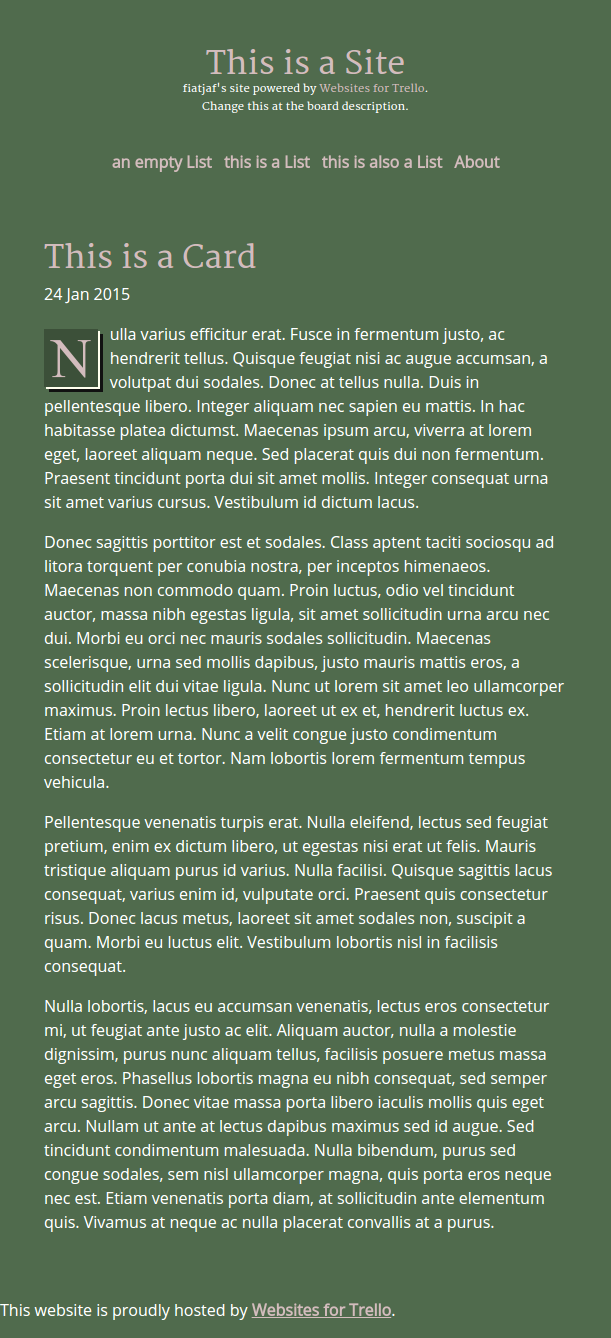 This is a Site
fiatjaf's site powered by Websites for Trello.
Change this at the board description.
an empty List this is a List this is also a List About
This is a Card
24 Jan 2015
Nulla varius efficitur erat. Fusce in fermentum justo, ac
hendrerit tellus. Quisque feugiat nisi ac augue accumsan, a
volutpat dui sodales. Donec at tellus nulla. Duis in
pellentesque libero. Integer aliquam nec sapien eu mattis. In hac
habitasse platea dictumst. Maecenas ipsum arcu, viverra at lorem
eget, laoreet aliquam neque. Sed placerat quis dui non fermentum.
Praesent tincidunt porta dui sit amet mollis. Integer consequat urna
sit amet varius cursus. Vestibulum id dictum lacus.
Donec sagittis porttitor est et sodales. Class aptent taciti sociosqu ad
litora torquent per conubia nostra, per inceptos himenaeos.
Maecenas non commodo quam. Proin luctus, odio vel tincidunt
auctor, massa nibh egestas ligula, sit amet sollicitudin urna arcu nec
dui. Morbi eu orci nec mauris sodales sollicitudin. Maecenas
scelerisque, urna sed mollis dapibus, justo mauris mattis eros, a
sollicitudin elit dui vitae ligula. Nunc ut lorem sit amet leo ullamcorper
maximus. Proin lectus libero, laoreet ut ex et, hendrerit luctus ex.
Etiam at lorem urna. Nunc a velit congue justo condimentum
consectetur eu et tortor. Nam lobortis lorem fermentum tempus
vehicula.
Pellentesque venenatis turpis erat. Nulla eleifend, lectus sed feugiat
pretium, enim ex dictum libero, ut egestas nisi erat ut felis. Mauris
tristique aliquam purus id varius. Nulla facilisi. Quisque sagittis lacus
consequat, varius enim id, vulputate orci. Praesent quis consectetur
risus. Donec lacus metus, laoreet sit amet sodales non, suscipit a
quam. Morbi eu luctus elit. Vestibulum lobortis nisl in facilisis
consequat.
Nulla lobortis, lacus eu accumsan venenatis, lectus eros consectetur
mi, ut feugiat ante justo ac elit. Aliquam auctor, nulla a molestie
dignissim, purus nunc aliquam tellus, facilisis posuere metus massa
eget eros. Phasellus lobortis magna eu nibh consequat, sed semper
arcu sagittis. Donec vitae massa porta libero iaculis mollis quis eget
arcu. Nullam ut ante at lectus dapibus maximus sed id augue. Sed
tincidunt condimentum malesuada. Nulla bibendum, purus sed
congue sodales, sem nisl ullamcorper magna, quis porta eros neque
nec est. Etiam venenatis porta diam, at sollicitudin ante elementum
quis. Vivamus at neque ac nulla placerat convallis at a purus.
This website is proudly hosted by Websites for Trello.